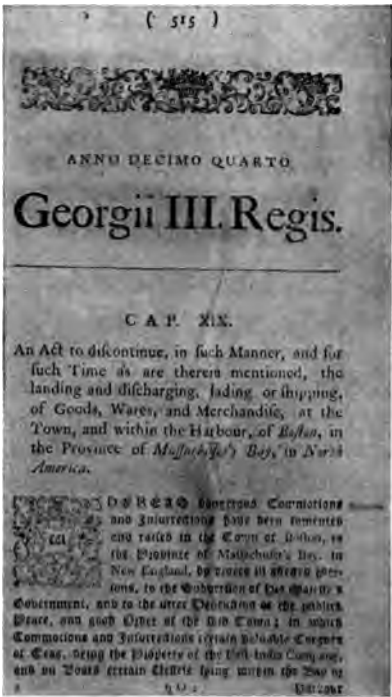 ( 515 )
ANNO DECIMO QUARTO
Georgii III. Regis.
CAP. XIX.
An Act to diſcontinue, in ſuch Manner, and for
ſuch Time as are therein mentioned, the
landing and diſcharging, lading or ſhipping,
of Goods, Wares, and Merchandiſe, at the
Town, and within the Harbour, of Boſton, in
the Province of Maſſachuſet's Bay, in North
America.
WHEREAS dangerous Commotions
and Inſurrections have been fomented
and raiſed in the Town of Boſton, in
the Province of Maſſachuſet's Bay, in
New England, by divers ill affected Per-
ſons, to the Subverſion of His Majeſty's
Government, and to the utter Deſtruction of the publick
Peace, and good Order of the ſaid Town; in which
Commotions and Inſurrections certain valuable Cargoes
of Teas, being the Property of the Eaſt India Company,
and on Board certain Veſſels lying within the Bay or
Harbour